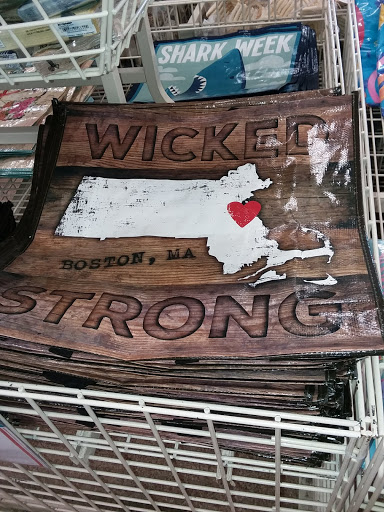 SHARK WEEK
WICKED
BOSTON, MA
STRONG